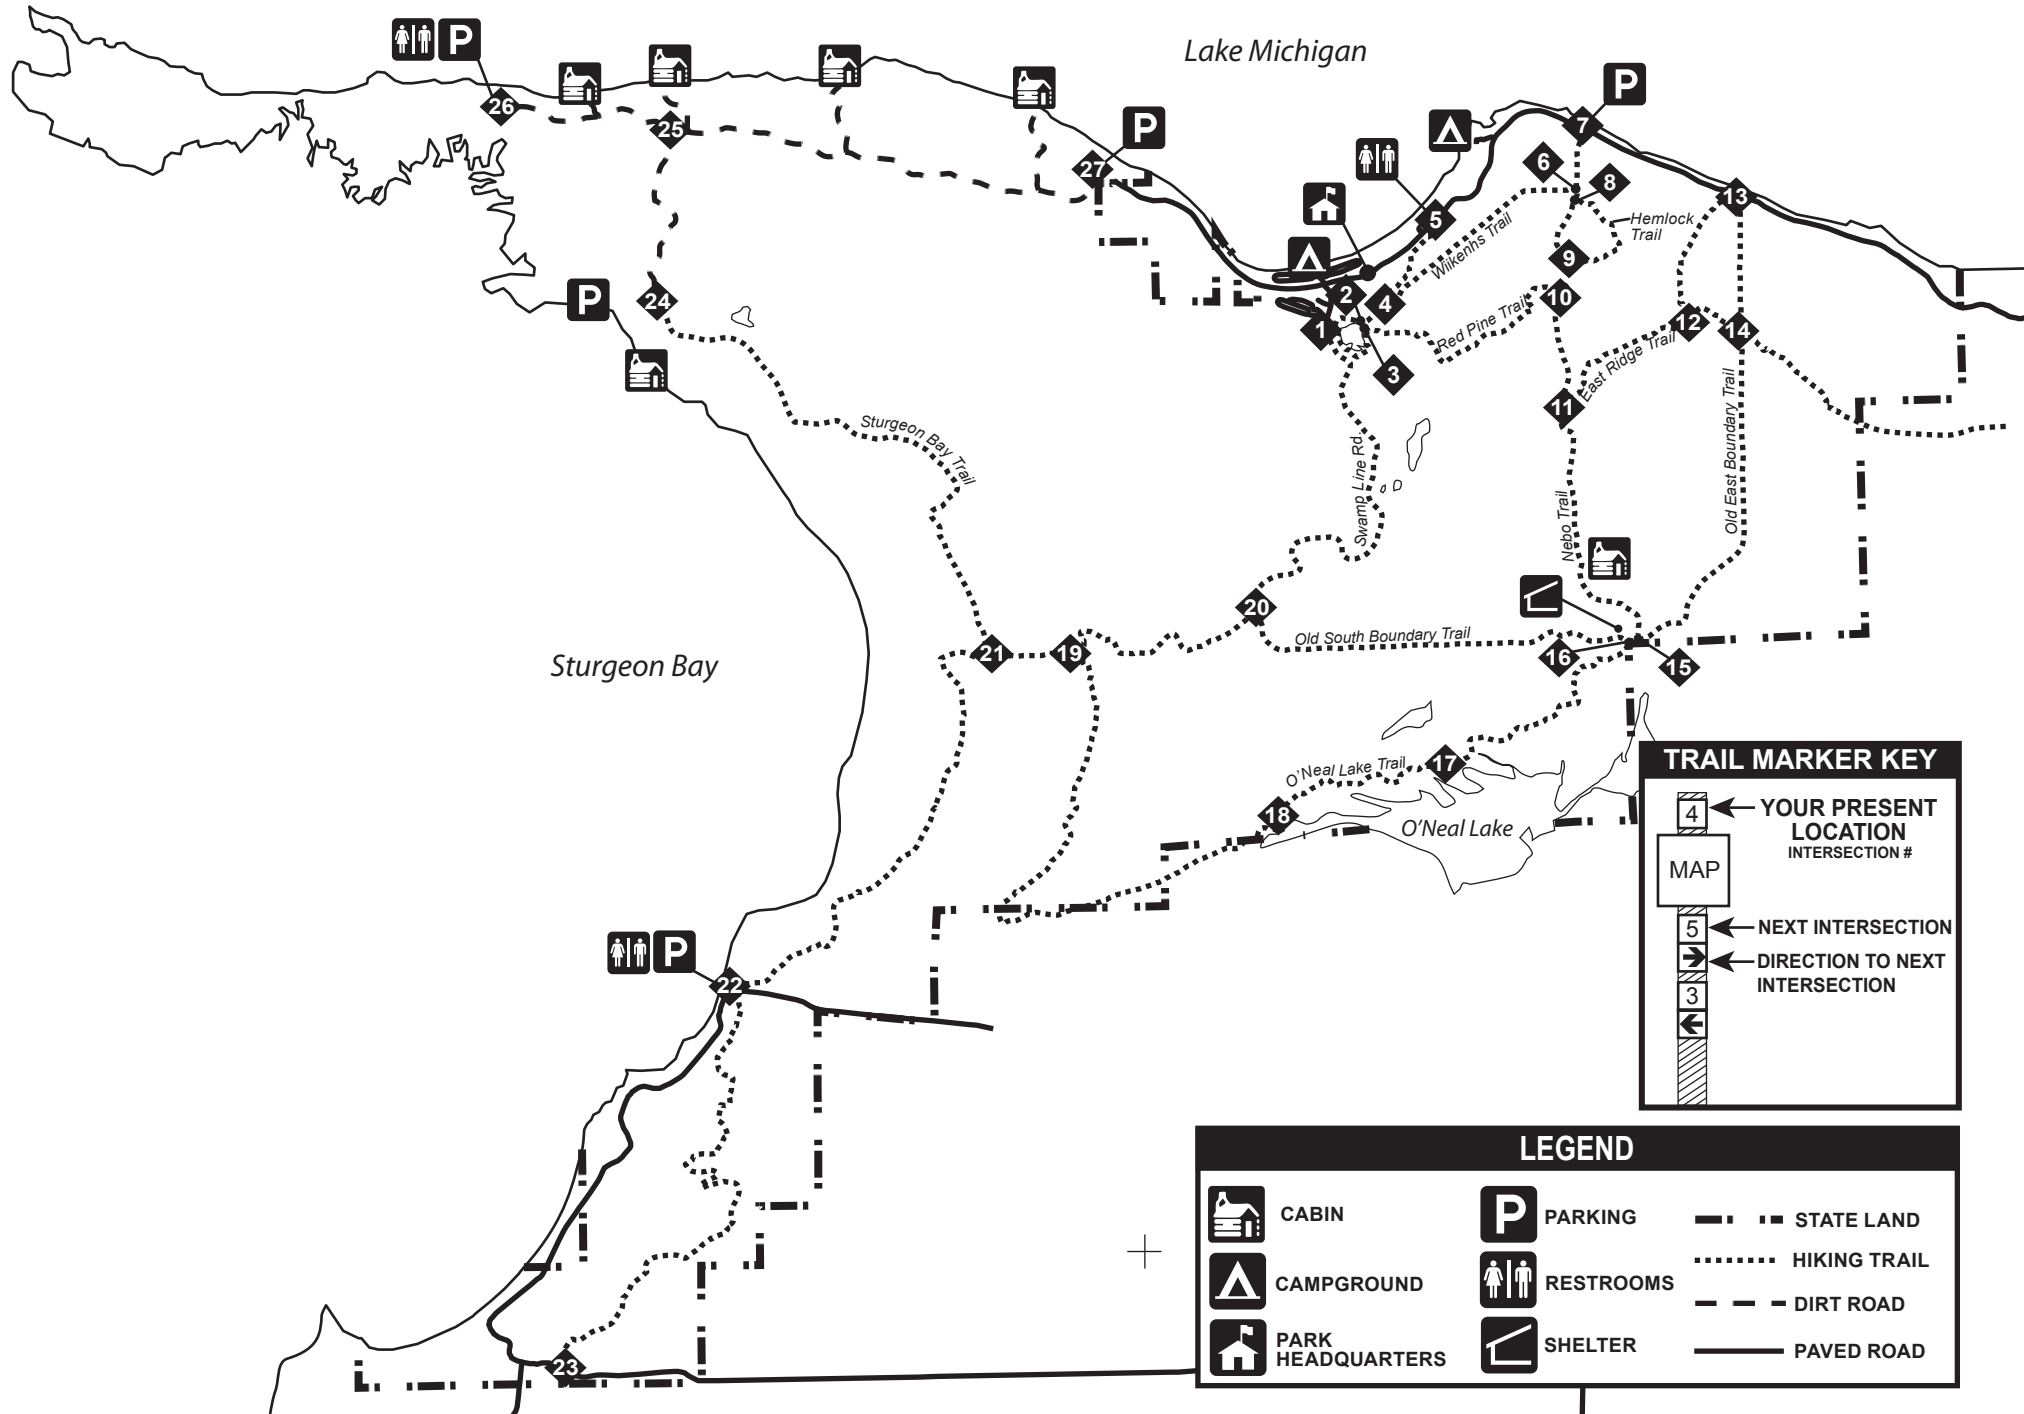 Lake Michigan
P
26
25
27
P
7
P
6
8
13
5
Hemlock
Trail
Wilkenhs Trail
9
24
P
2
4
10
1
Red Pine Trail
12
14
3
East Ridge Trail
11
Sturgeon Bay Trail
Swamp Line Rd.
Nebo Trail
Old East Boundary Trail
20
Old South Boundary Trail
21
19
16
15
Sturgeon Bay
O'Neal Lake Trail
17
18
O'Neal Lake
P
22
23
TRAIL MARKER KEY
4
YOUR PRESENT
LOCATION
INTERSECTION #
MAP
5
NEXT INTERSECTION
DIRECTION TO NEXT
INTERSECTION
3
LEGEND
CABIN
P
PARKING
STATE LAND
HIKING TRAIL
CAMPGROUND
RESTROOMS
DIRT ROAD
PARK
HEADQUARTERS
SHELTER
PAVED ROAD